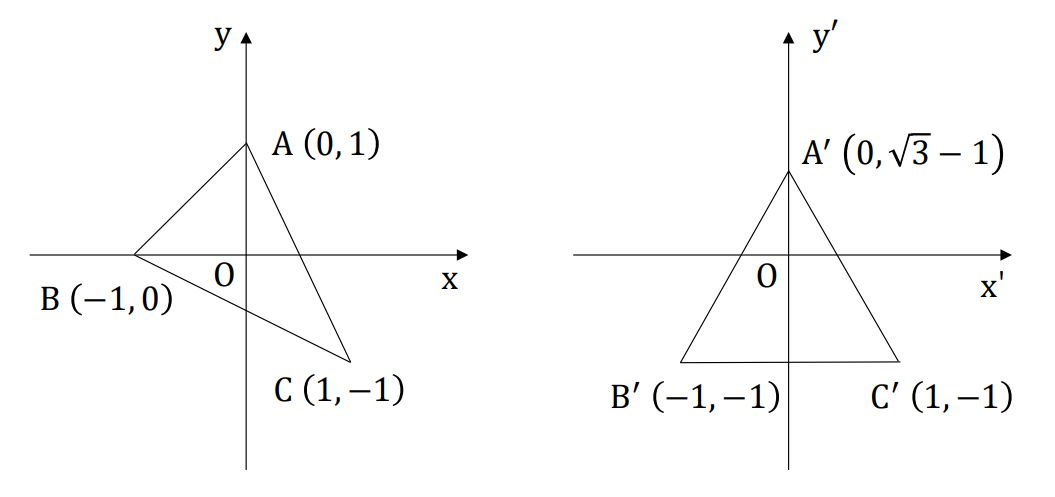 y
A (0, 1)
O
x
B (−1, 0)
C (1, −1)
y′
A′ (0, √3 − 1)
O
x'
B′ (−1, −1)
C′ (1, −1)